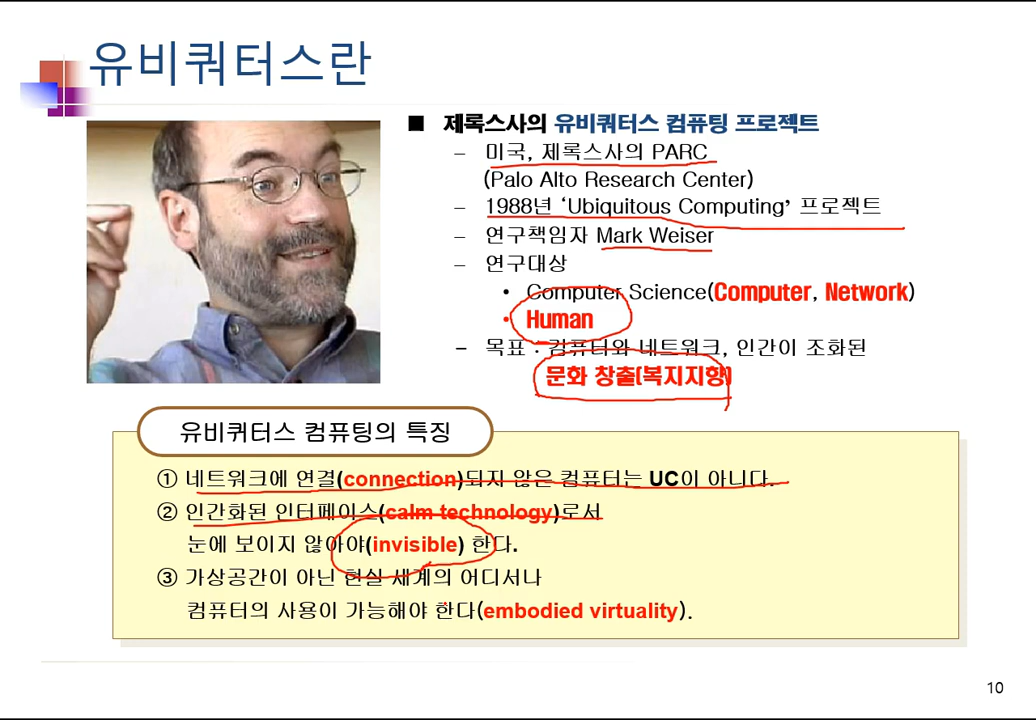 유비쿼터스란
■ 제록스사의 유비쿼터스 컴퓨팅 프로젝트
– 미국, 제록스사의 PARC
(Palo Alto Research Center)
– 1988년 ‘Ubiquitous Computing’ 프로젝트
– 연구책임자 Mark Weiser
– 연구대상
• Computer Science(Computer, Network)
• Human
– 목표 : 컴퓨터와 네트워크, 인간이 조화된
문화 창출(복지지향)
유비퀴터스 컴퓨팅의 특징
① 네트워크에 연결(connection)되지 않은 컴퓨터는 UC이 아니다.
② 인간화된 인터페이스(calm technology)로서
눈에 보이지 않아야(invisible) 한다.
③ 가상공간이 아닌 현실 세계의 어디서나
컴퓨터의 사용이 가능해야 한다(embodied virtuality).
10